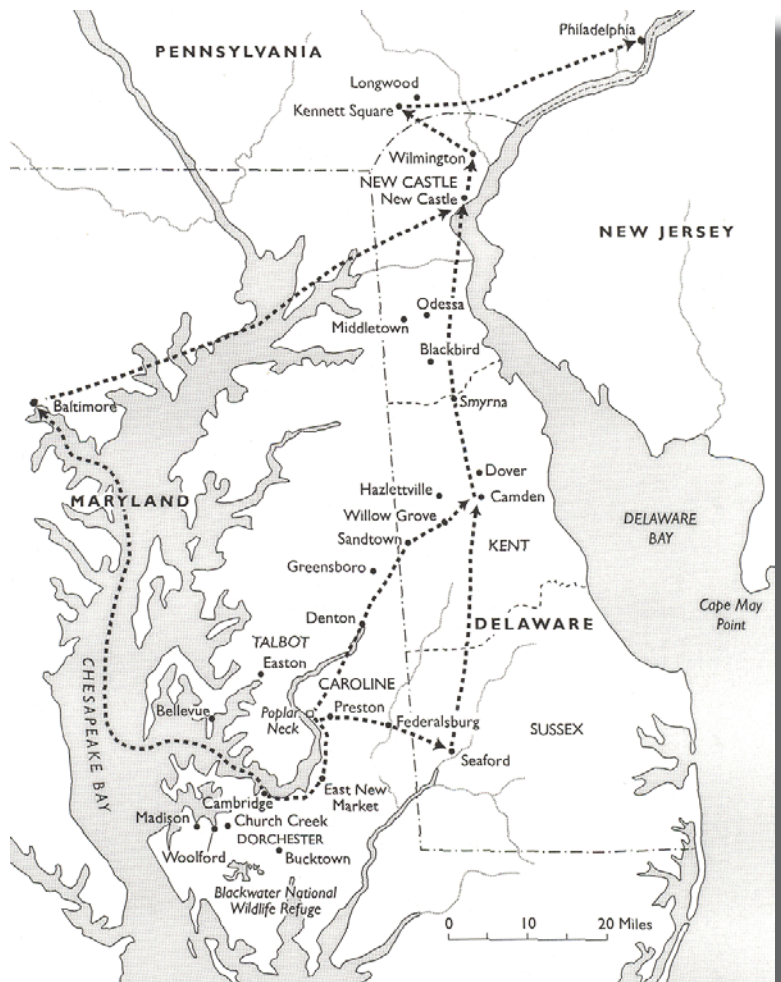 Philadelphia
PENNSYLVANIA
Longwood
Kennett Square
Wilmington
NEW CASTLE
New Castle
NEW JERSEY
Odessa
Middletown
Blackbird
Baltimore
Smyrna
Dover
Hazlettville
Camden
MARYLAND
Willow Grove
DELAWARE
BAY
Sandtown
KENT
Greensboro
Cape May
Point
Denton
DELAWARE
TALBOT
Easton
CHESAPEAKE BAY
CAROLINE
Bellevue
Poplar
Neck
Preston
Federalsburg
SUSSEX
Seaford
East New
Market
Cambridge
Madison
Church Creek
DORCHESTER
Woolford
Bucktown
Blackwater National
Wildlife Refuge
0 10 20 Miles